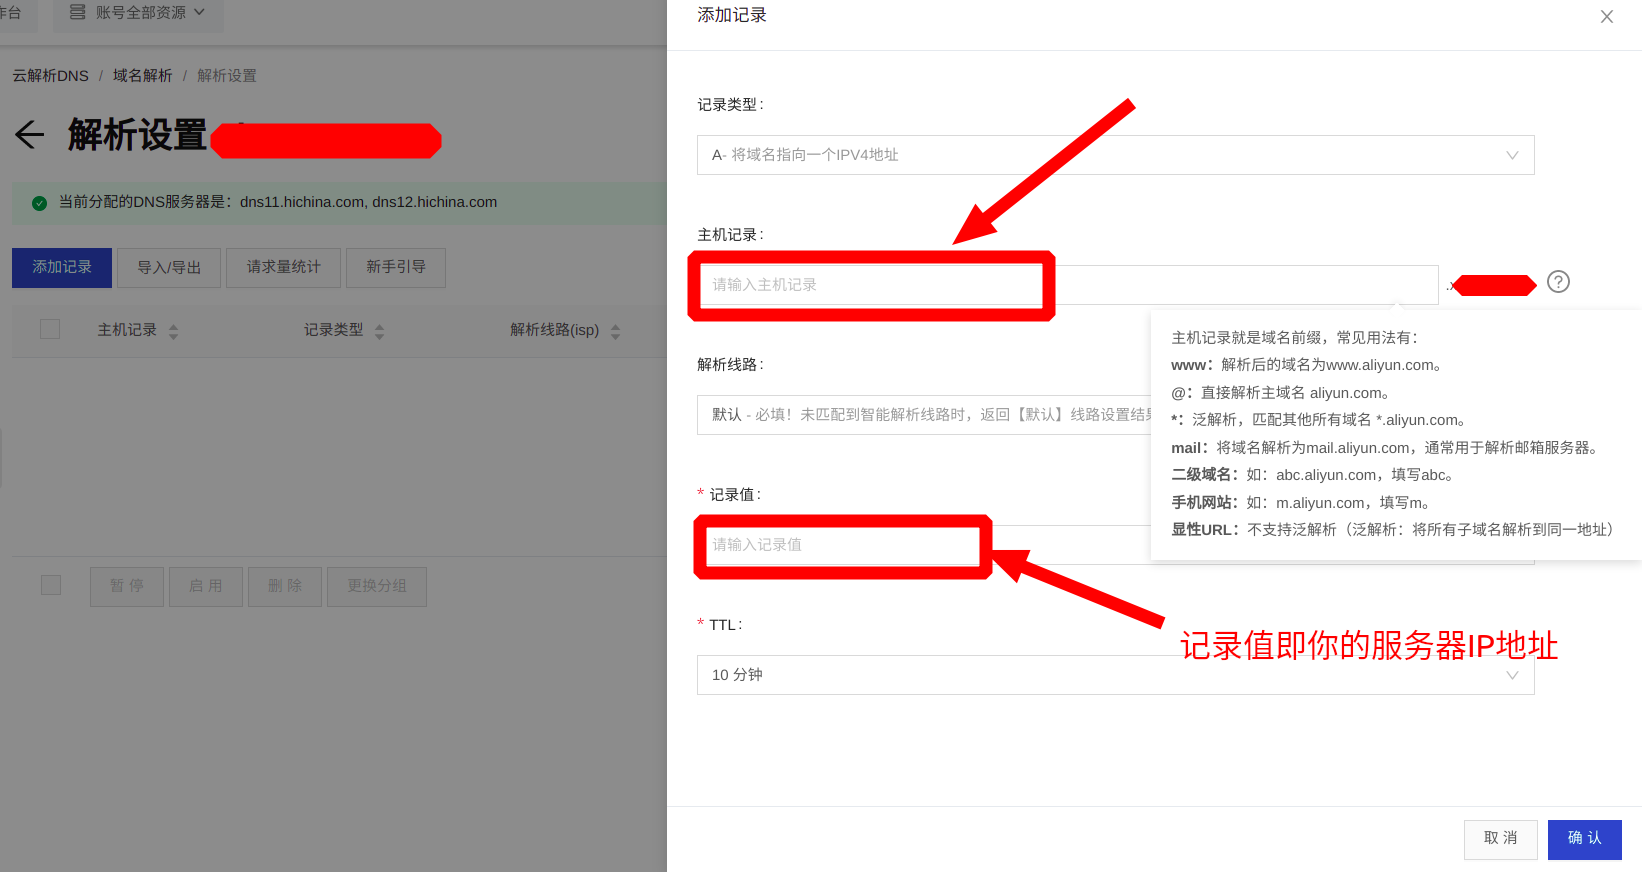 作台
账号全部资源
云解析DNS / 域名解析 / 解析设置
解析设置
当前分配的DNS服务器是：dns11.hichina.com, dns12.hichina.com
添加记录 导入/导出 请求量统计 新手引导
主机记录 记录类型 解析线路(isp)
暂 停 启 用 删 除 更换分组
添加记录
记录类型：
A- 将域名指向一个IPV4地址
主机记录：
请输入主机记录
主机记录就是域名前缀，常见用法有：
www：解析后的域名为www.aliyun.com。
@：直接解析主域名 aliyun.com。
*：泛解析，匹配其他所有域名 *.aliyun.com。
mail：将域名解析为mail.aliyun.com，通常用于解析邮箱服务器。
二级域名：如：abc.aliyun.com，填写abc。
手机网站：如：m.aliyun.com，填写m。
显性URL：不支持泛解析（泛解析：将所有子域名解析到同一地址）
解析线路：
默认 - 必填！未匹配到智能解析线路时，返回【默认】线路设置结
* 记录值：
请输入记录值
记录值即你的服务器IP地址
* TTL：
10 分钟
取 消 确 认